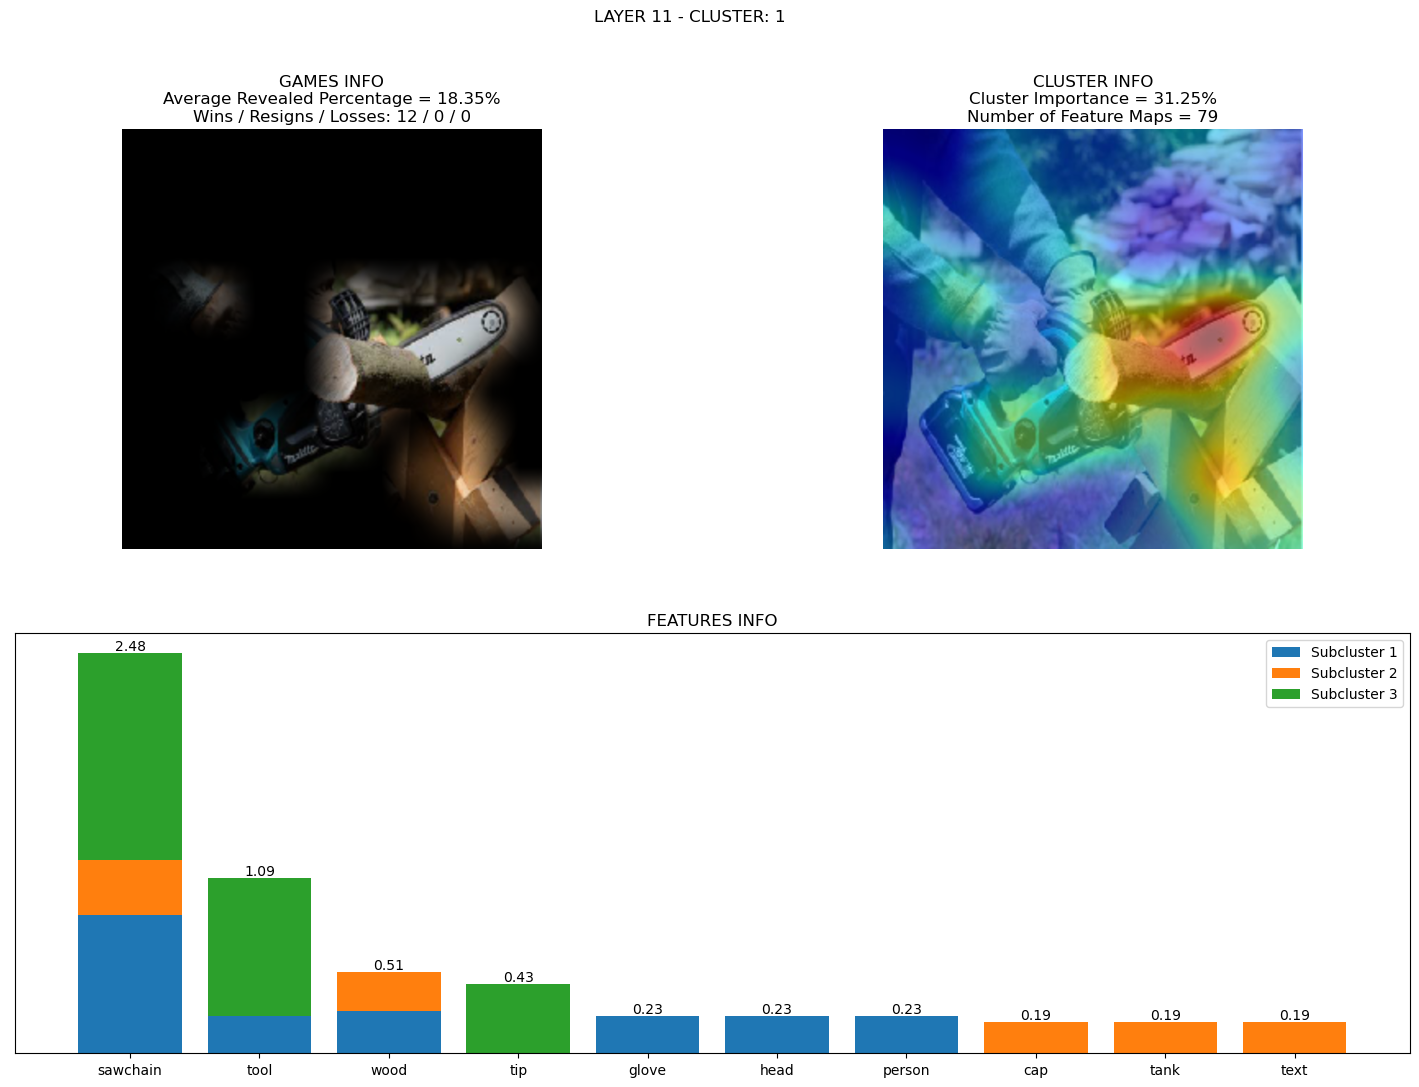 LAYER 11 - CLUSTER: 1
GAMES INFO
Average Revealed Percentage = 18.35%
Wins / Resigns / Losses: 12 / 0 / 0
CLUSTER INFO
Cluster Importance = 31.25%
Number of Feature Maps = 79
FEATURES INFO
2.48
1.09
0.51
0.43
0.23
0.23
0.23
0.19
0.19
0.19
Subcluster 1
Subcluster 2
Subcluster 3
sawchain
tool
wood
tip
glove
head
person
cap
tank
text